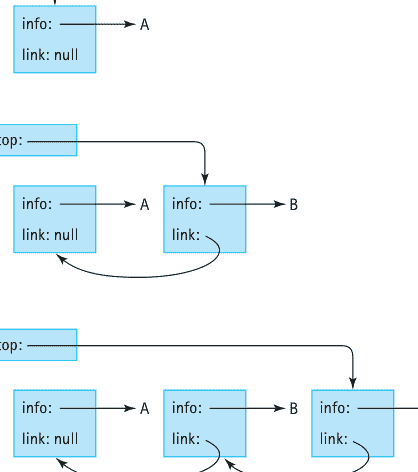 info: A
link: null
top:
info: A info: B
link: null link:
top:
info: A info: B info:
link: null link: link: